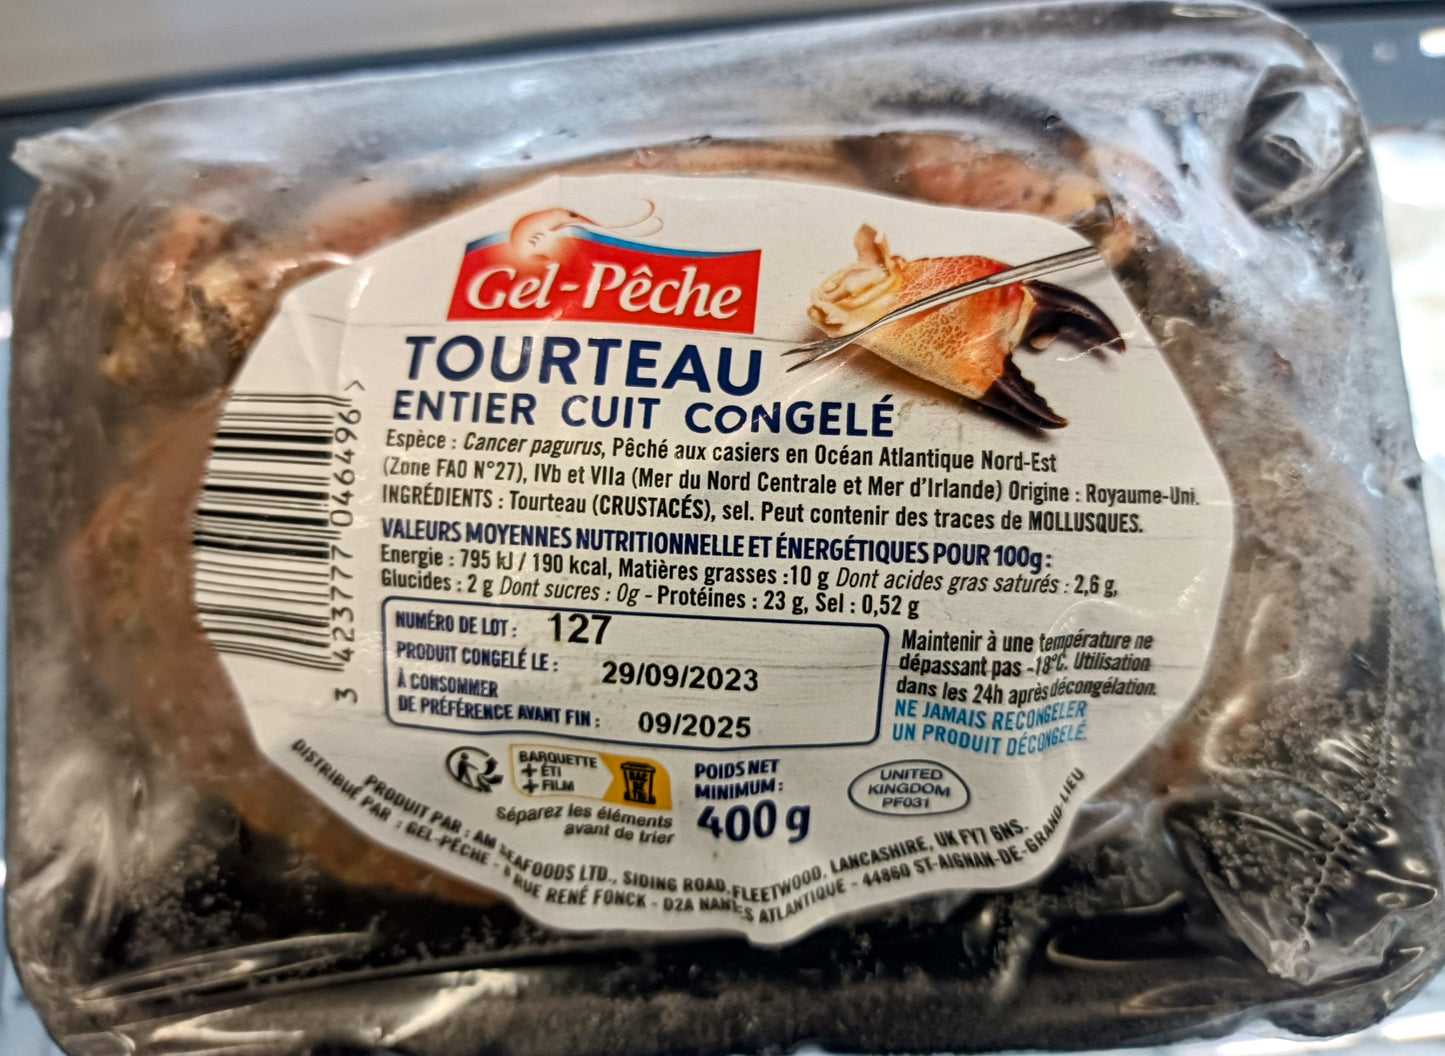 Gel-Pêche
TOURTEAU
ENTIER CUIT CONGELÉ
Espèce : Cancer pagurus, Pêché aux casiers en Océan Atlantique Nord-Est
(Zone FAO N°27), IVb et VIIa (Mer du Nord Centrale et Mer d'Irlande) Origine : Royaume-Uni.
INGRÉDIENTS : Tourteau (CRUSTACÉS), sel. Peut contenir des traces de MOLLUSQUES.
VALEURS MOYENNES NUTRITIONNELLE ET ÉNERGÉTIQUES POUR 100g :
Energie : 795 kJ / 190 kcal, Matières grasses :10 g Dont acides gras saturés : 2,6 g,
Glucides : 2 g Dont sucres : 0g - Protéines : 23 g, Sel : 0,52 g
NUMÉRO DE LOT : 127
PRODUIT CONGELÉ LE : 29/09/2023
À CONSOMMER
DE PRÉFÉRENCE AVANT FIN : 09/2025
Maintenir à une température ne
dépassant pas -18°C. Utilisation
dans les 24h après décongélation.
NE JAMAIS RECONGELER
UN PRODUIT DÉCONGELÉ.
BARQUETTE
+ ÉTI
+ FILM
BAC
DE
TRI
Séparez les éléments
avant de trier
POIDS NET
MINIMUM :
400 g
UNITED
KINGDOM
PF031
PRODUIT PAR : AM SEAFOODS LTD., SIDING ROAD, FLEETWOOD, LANCASHIRE, UK FY7 6NS.
DISTRIBUÉ PAR : GEL-PÊCHE - 6 RUE RENÉ FONCK - D2A NANTES ATLANTIQUE - 44860 ST-AIGNAN-DE-GRAND-LIEU
3 423777 046496 >